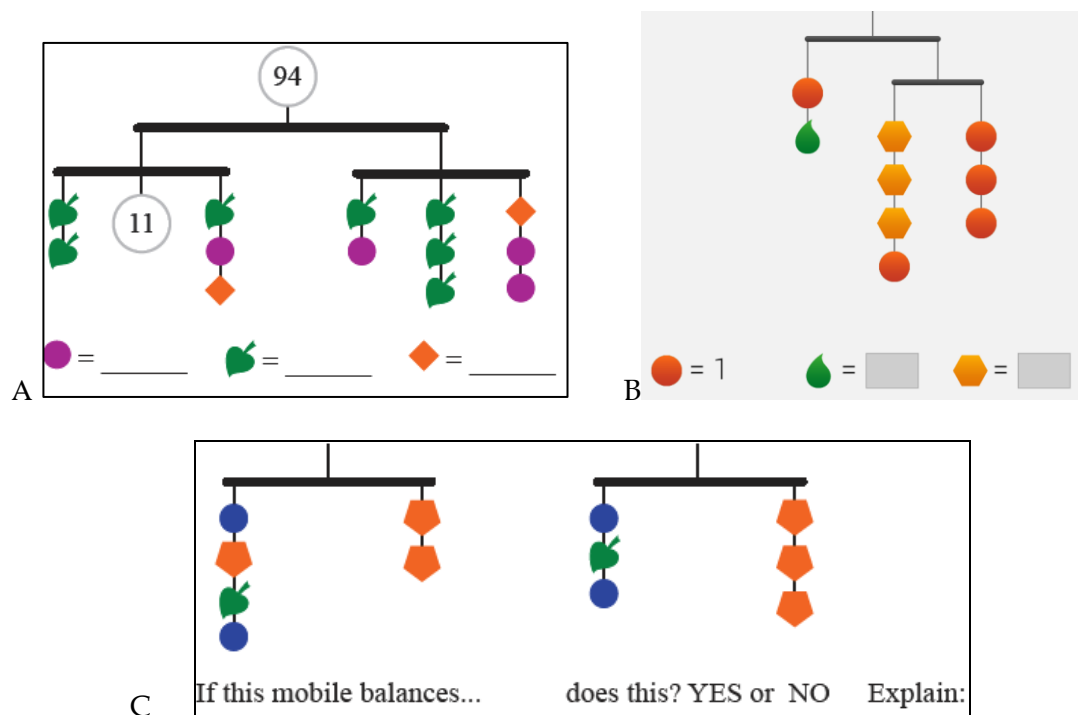 94
11
= ______ = ______ = ______
A
= 1 = =
B
If this mobile balances... does this? YES or NO Explain:
C